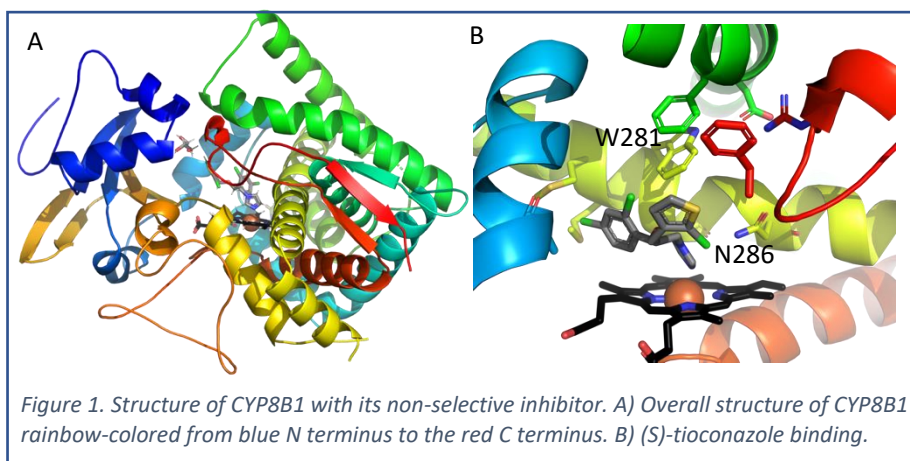 A
B
W281
N286
Figure 1. Structure of CYP8B1 with its non-selective inhibitor. A) Overall structure of CYP8B1
rainbow-colored from blue N terminus to the red C terminus. B) (S)-tioconazole binding.